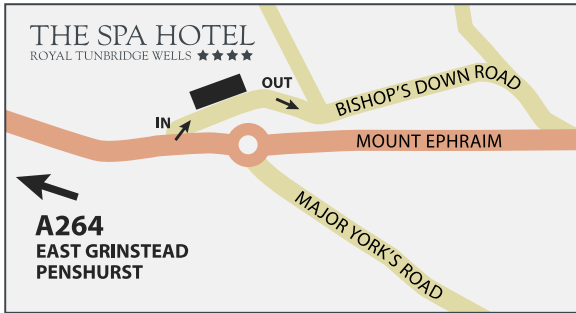 THE SPA HOTEL
ROYAL TUNBRIDGE WELLS ★★★★
OUT
IN
BISHOP'S DOWN ROAD
MOUNT EPHRAIM
MAJOR YORK'S ROAD
A264
EAST GRINSTEAD
PENSHURST